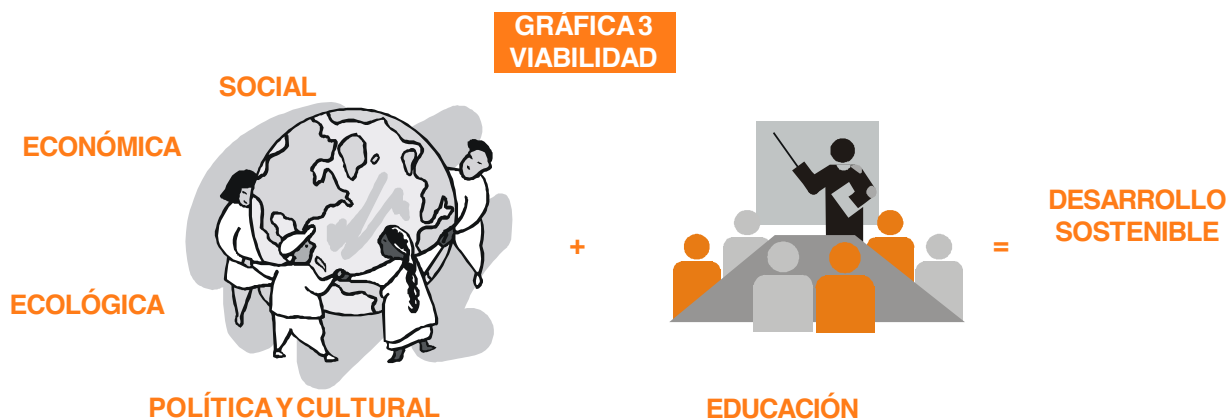 GRÁFICA 3
VIABILIDAD
SOCIAL
ECONÓMICA
ECOLÓGICA
POLÍTICA Y CULTURAL
+
EDUCACIÓN
=
DESARROLLO
SOSTENIBLE